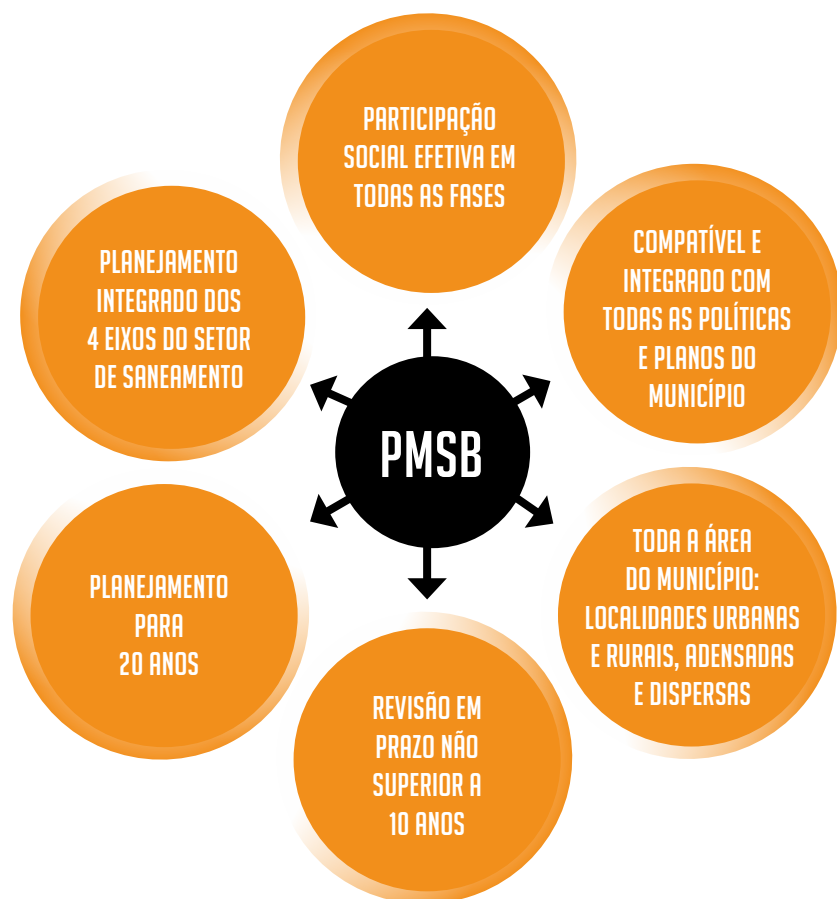 PARTICIPAÇÃO
SOCIAL EFETIVA EM
TODAS AS FASES
COMPATÍVEL E
INTEGRADO COM
TODAS AS POLÍTICAS
E PLANOS DO
MUNICÍPIO
TODA A ÁREA
DO MUNICÍPIO:
LOCALIDADES URBANAS
E RURAIS, ADENSADAS
E DISPERSAS
REVISÃO EM
PRAZO NÃO
SUPERIOR A
10 ANOS
PLANEJAMENTO
PARA
20 ANOS
PLANEJAMENTO
INTEGRADO DOS
4 EIXOS DO SETOR
DE SANEAMENTO
PMSB